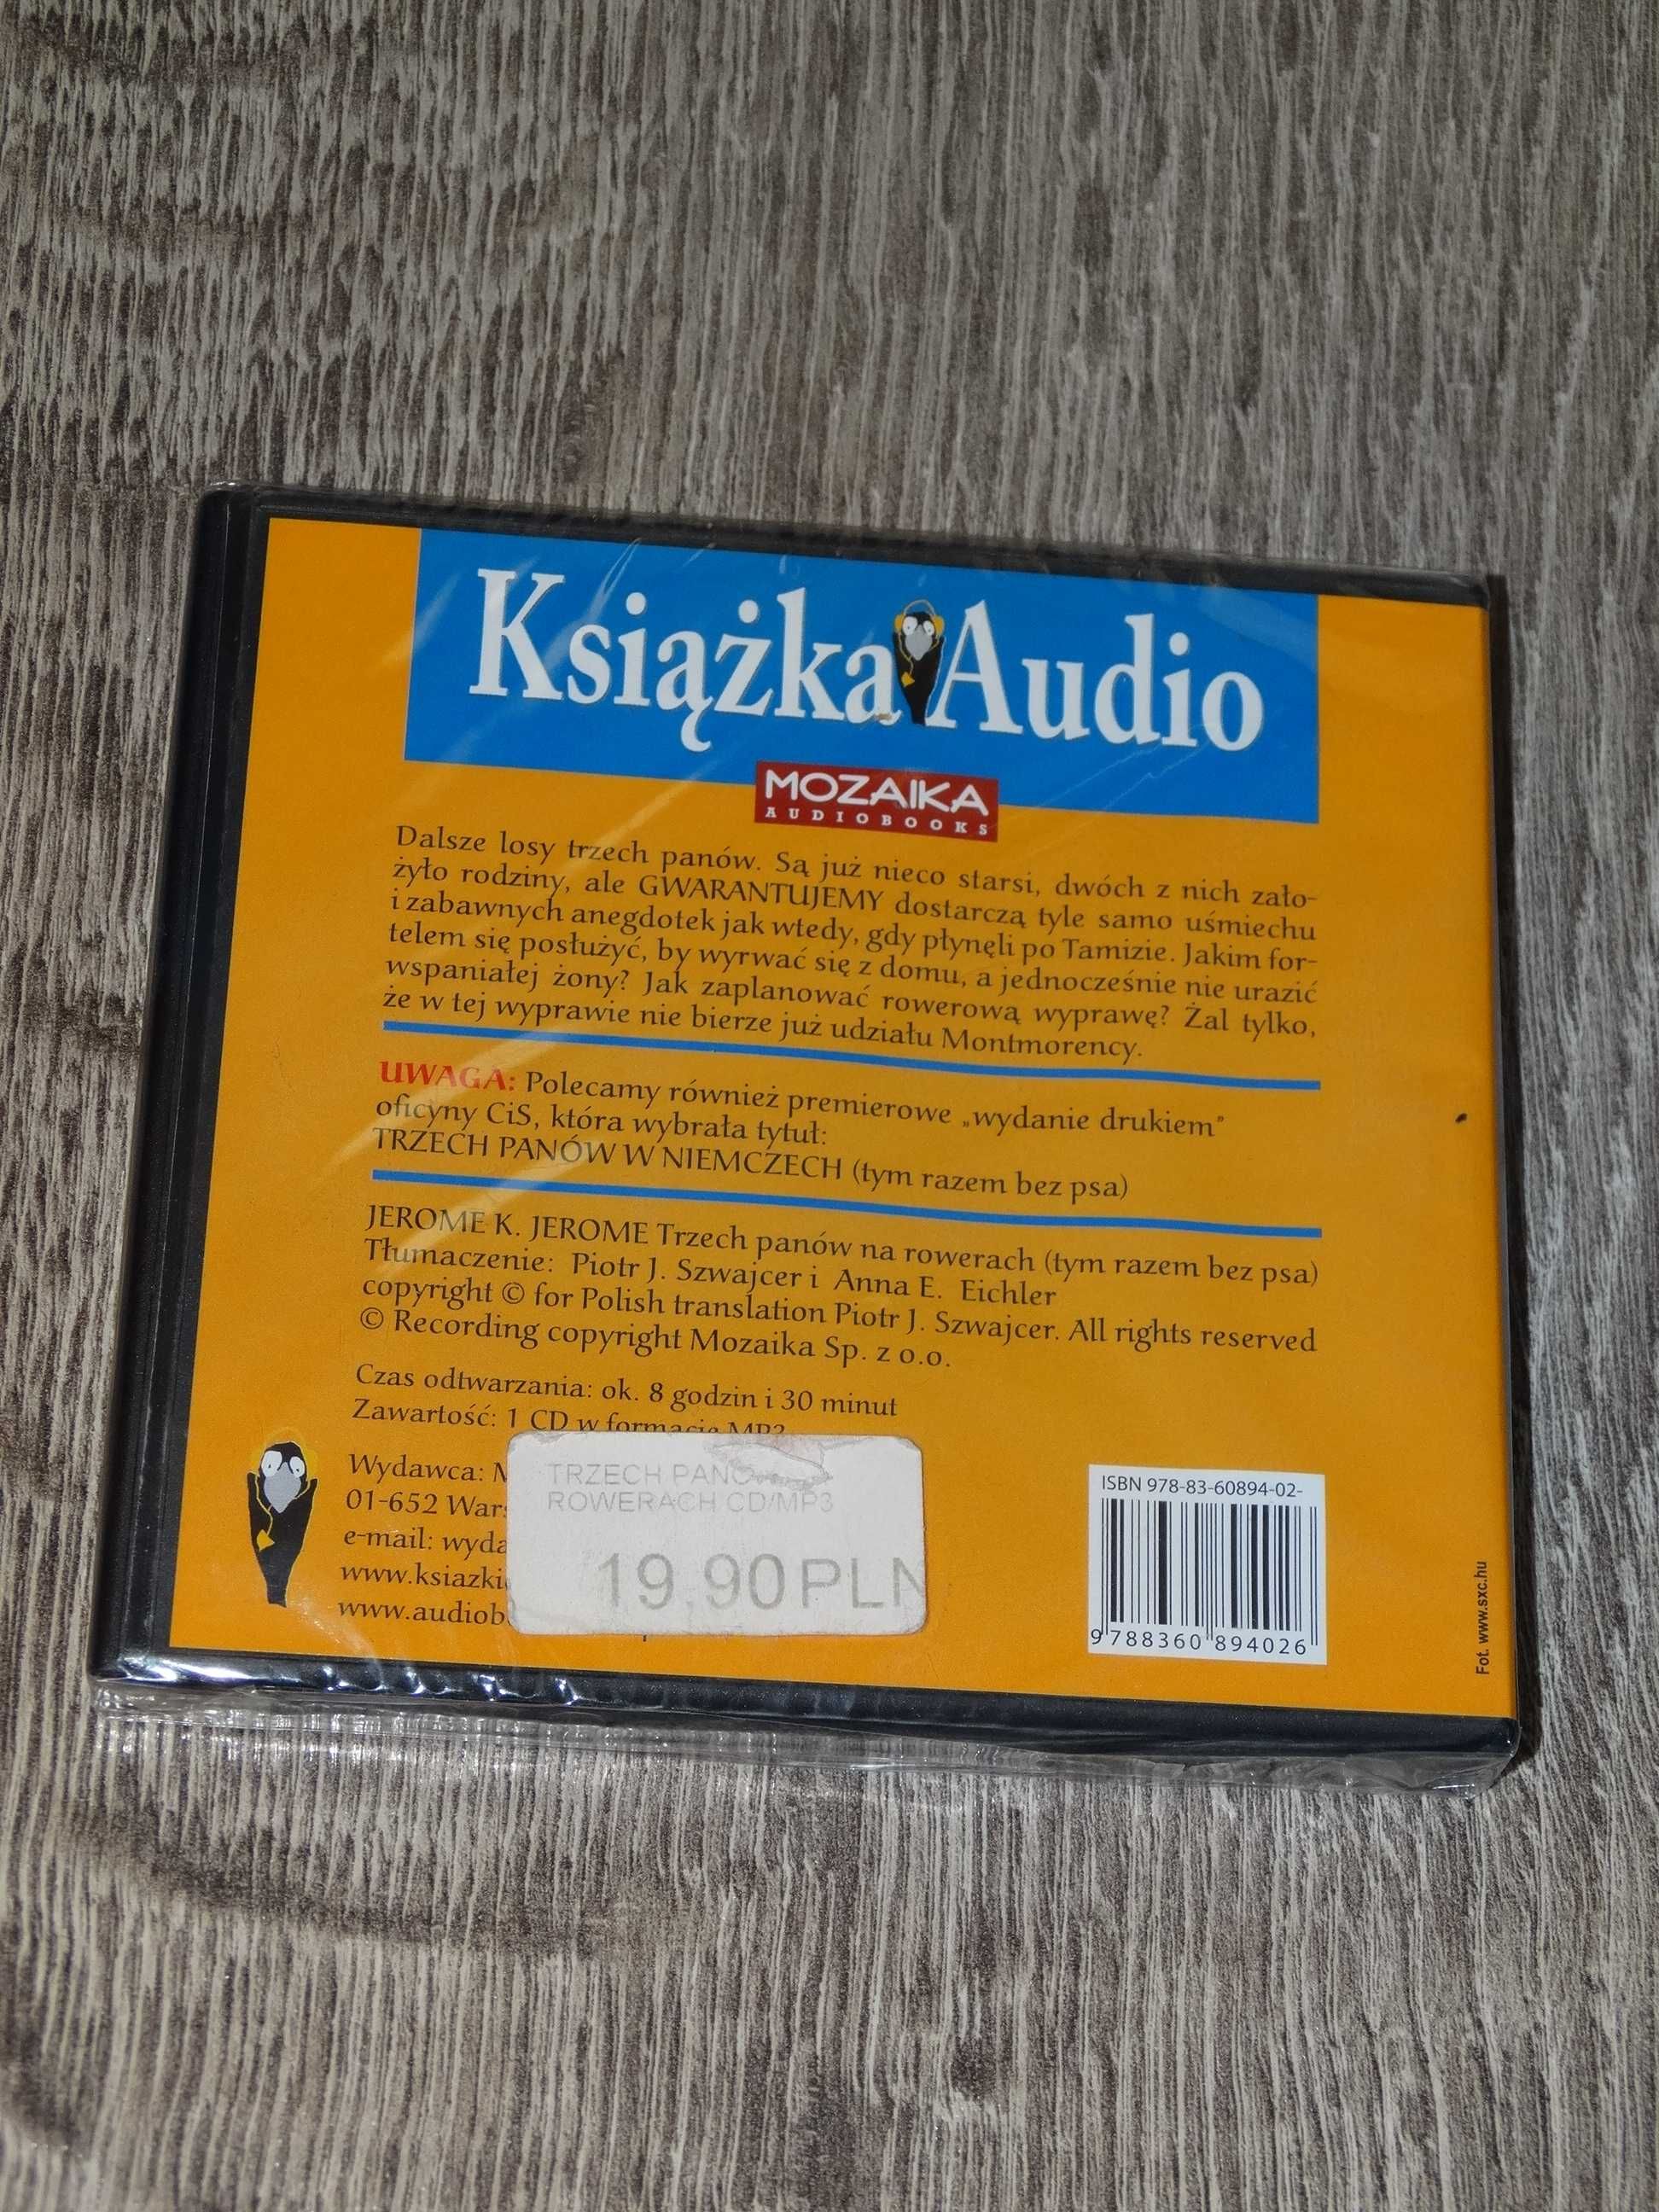 Książka Audio
MOZAIKA
AUDIOBOOKS
Dalsze losy trzech panów. Są już nieco starsi, dwóch z nich zało-
żyło rodziny, ale GWARANTUJEMY dostarczą tyle samo uśmiechu
i zabawnych anegdotek jak wtedy, gdy płynęli po Tamizie. Jakim for-
telem się posłużyć, by wyrwać się z domu, a jednocześnie nie urazić
wspaniałej żony? Jak zaplanować rowerową wyprawę? Żal tylko,
że w tej wyprawie nie bierze już udziału Montmorency.
UWAGA: Polecamy również premierowe „wydanie drukiem”
oficyny CiS, która wybrała tytuł:
TRZECH PANÓW W NIEMCZECH (tym razem bez psa)
JEROME K. JEROME Trzech panów na rowerach (tym razem bez psa)
Tłumaczenie: Piotr J. Szwajcer i Anna E. Eichler
copyright © for Polish translation Piotr J. Szwajcer. All rights reserved
© Recording copyright Mozaika Sp. z o.o.
Czas odtwarzania: ok. 8 godzin i 30 minut
Zawartość: 1 CD w formacie MP3
Wydawca:
01-652
e-mail:
TRZECH
ROWERACH CD/MP3
19.90 PLN
ISBN 978-83-60894-02-
9 788360 894026
Fot. www.sxc.hu